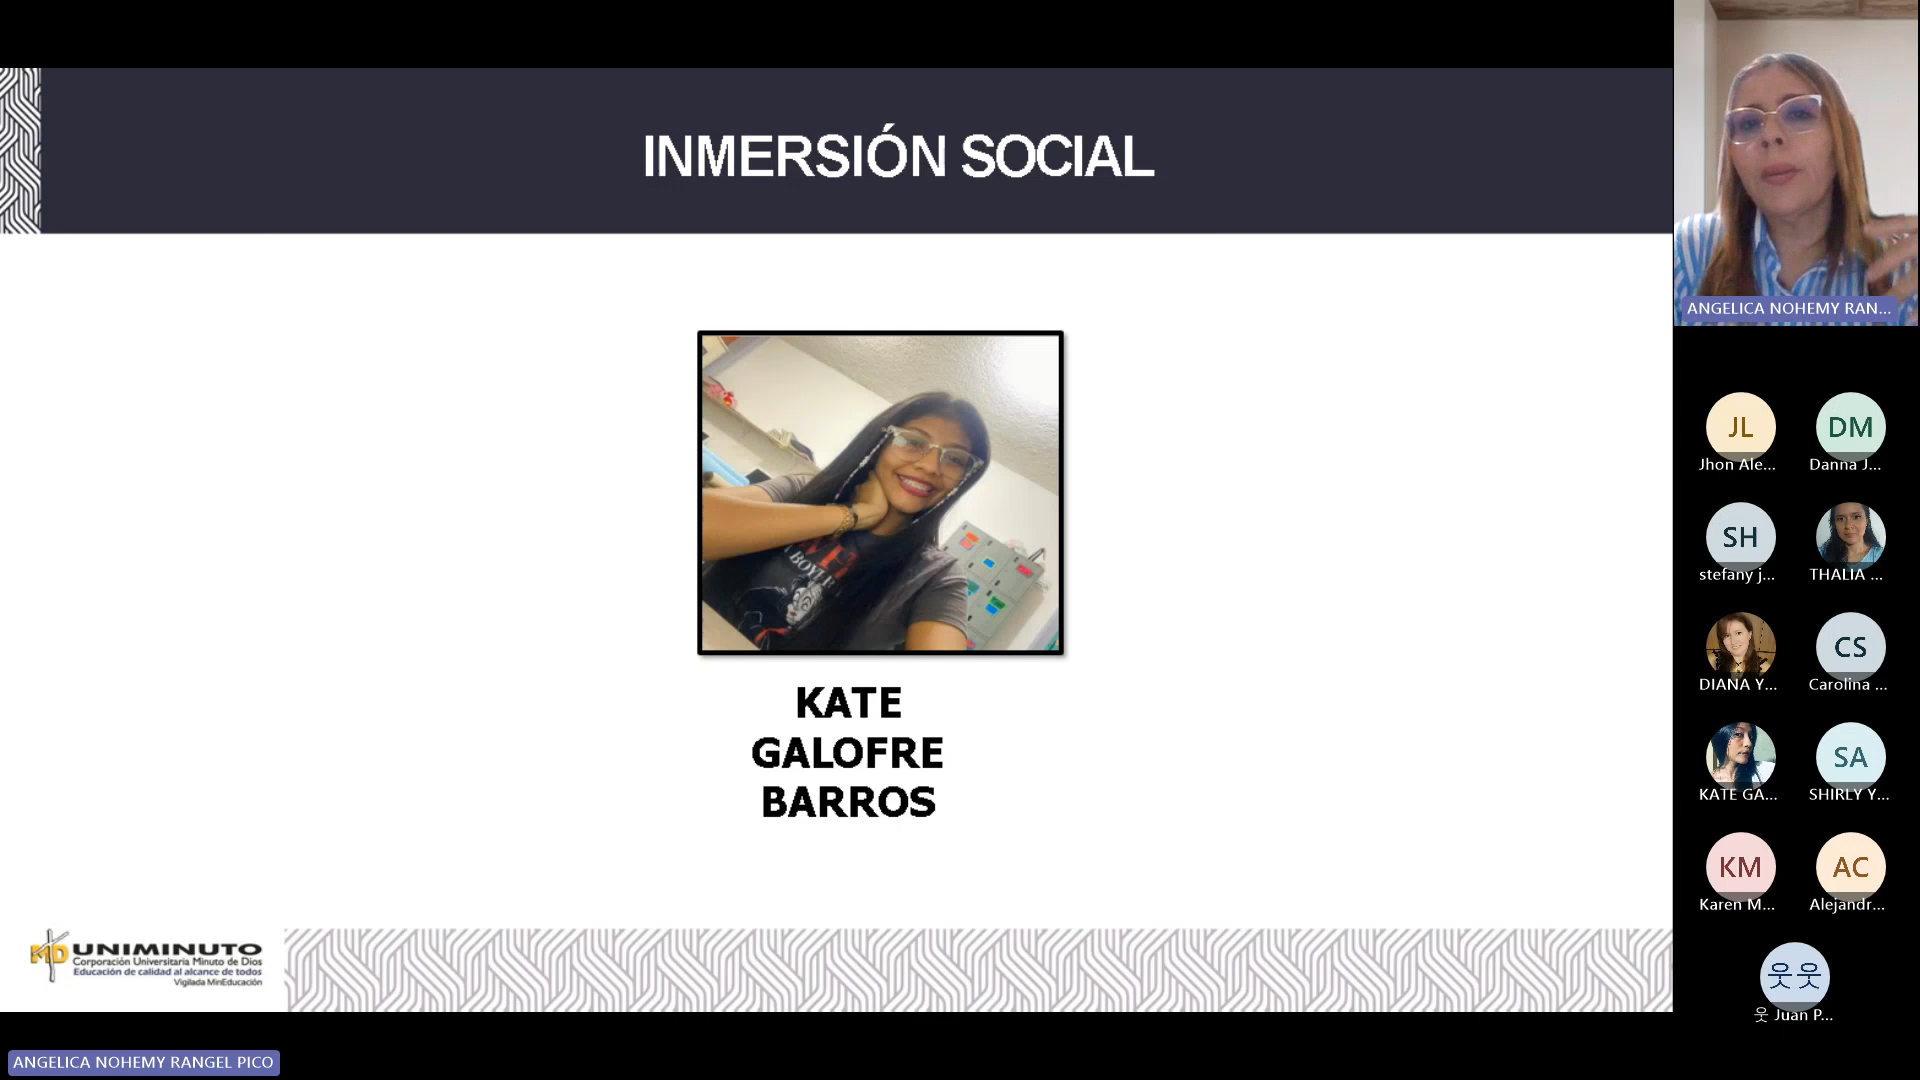 INMERSIÓN SOCIAL
KATE
GALOFRE
BARROS
UNIMINUTO
Corporación Universitaria Minuto de Dios
Educación de calidad al alcance de todos
Vigilada MinEducación
ANGELICA NOHEMY RANGEL PICO
ANGELICA NOHEMY RAN...
JL
Jhon Ale...
DM
Danna J...
SH
stefany j...
THALIA ...
DIANA Y...
CS
Carolina ...
KATE GA...
SA
SHIRLY Y...
KM
Karen M...
AC
Alejandr...
웃웃
웃 Juan P...